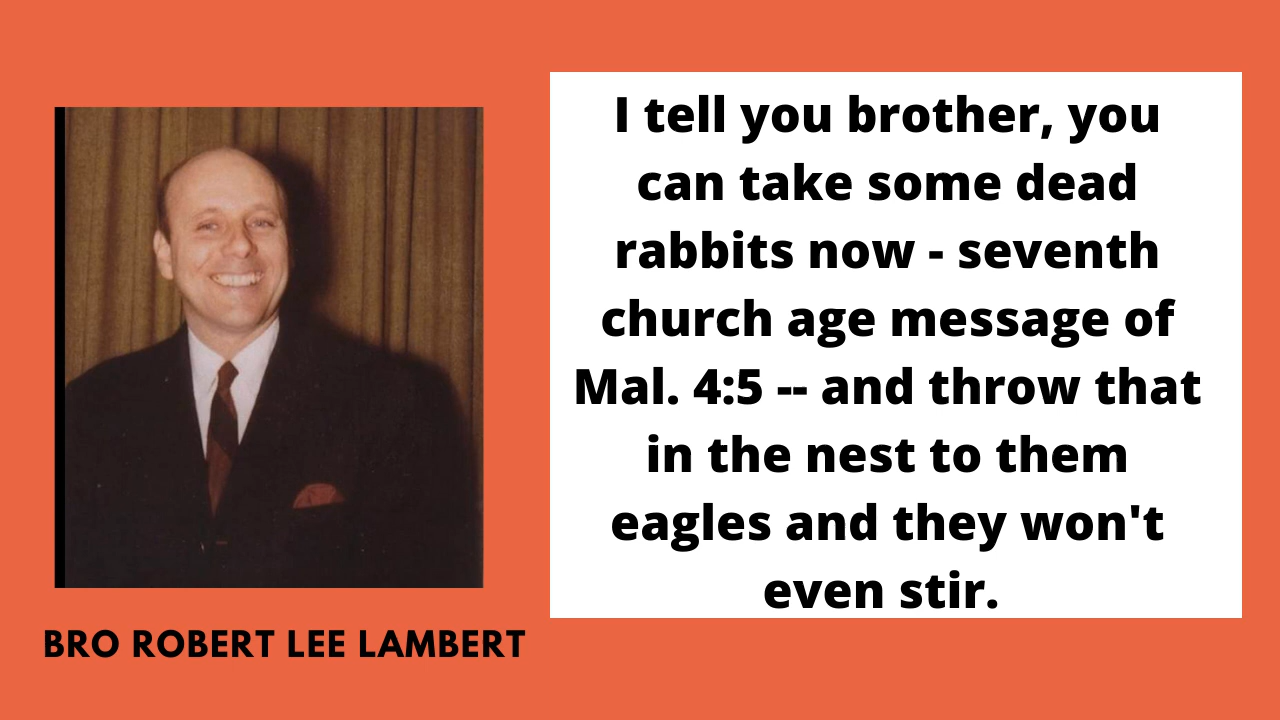 I tell you brother, you
can take some dead
rabbits now - seventh
church age message of
Mal. 4:5 -- and throw that
in the nest to them
eagles and they won't
even stir.
BRO ROBERT LEE LAMBERT